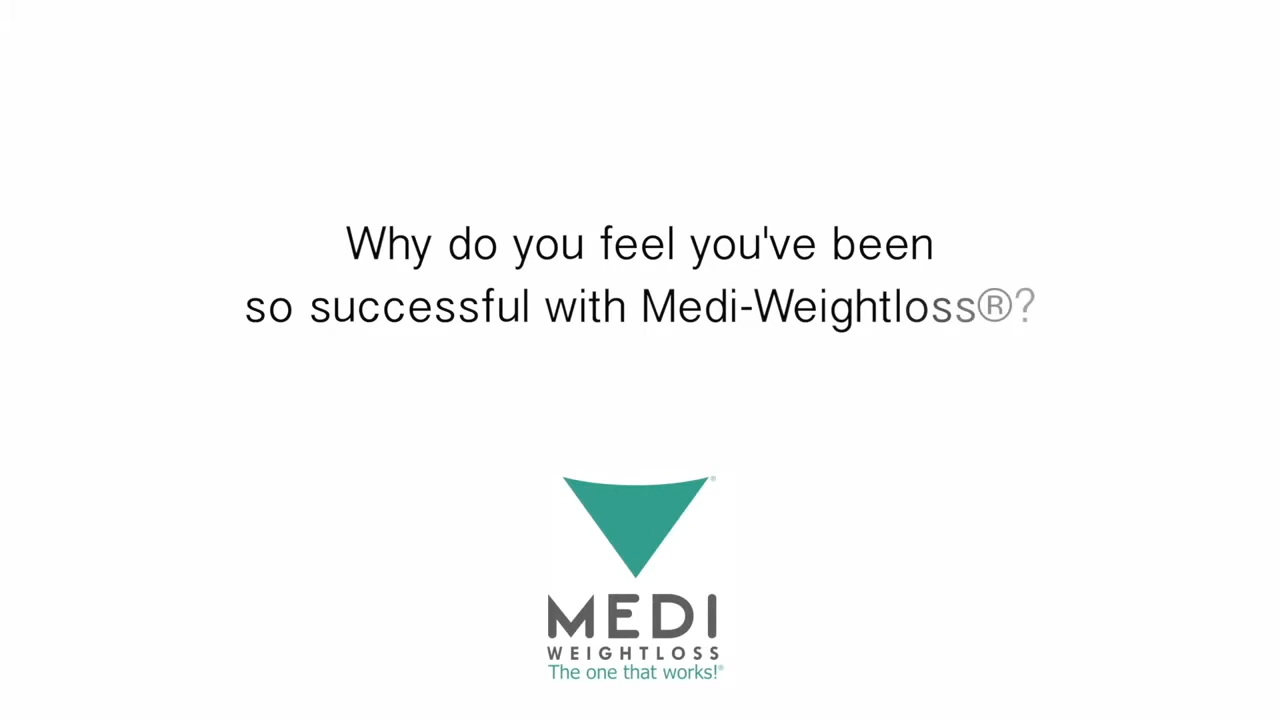 Why do you feel you've been
so successful with Medi-Weightloss®?
®
MEDI
WEIGHTLOSS
The one that works!®